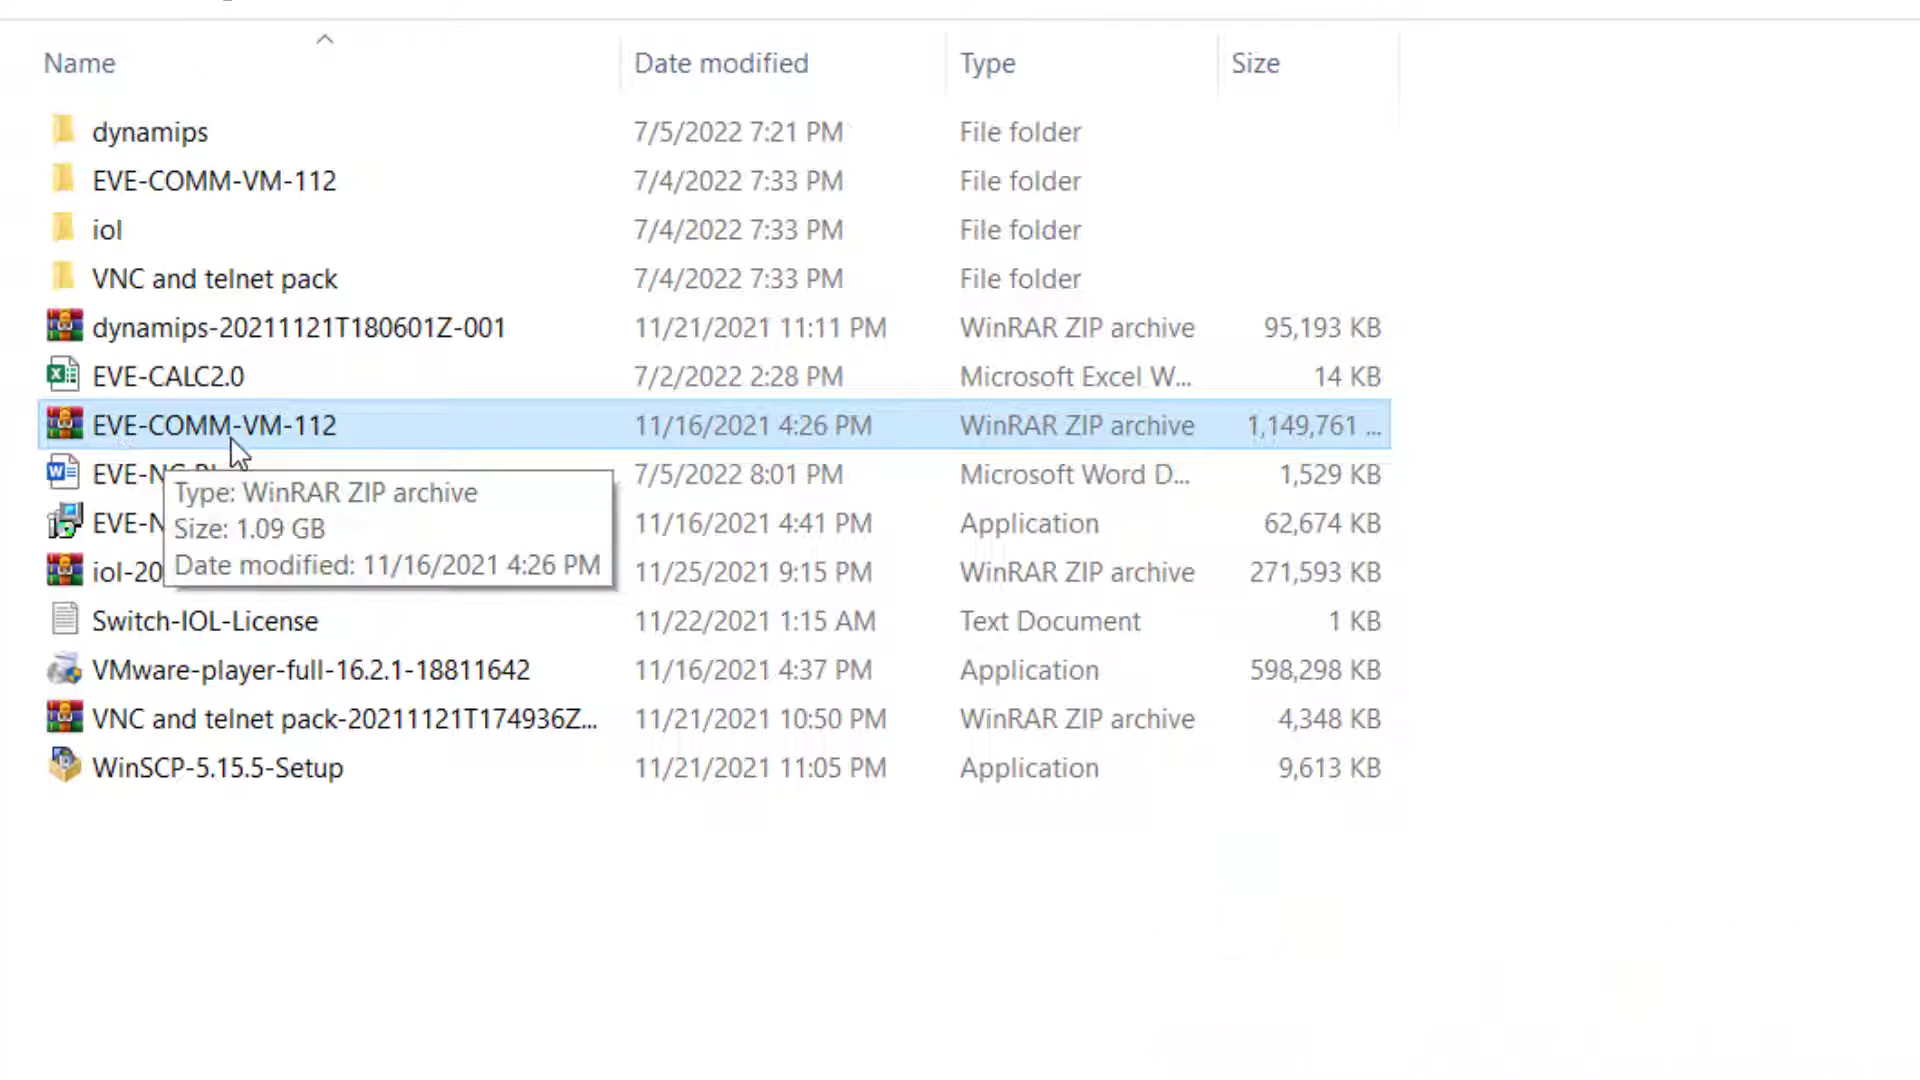 Name Date modified Type Size
dynamips 7/5/2022 7:21 PM File folder
EVE-COMM-VM-112 7/4/2022 7:33 PM File folder
iol 7/4/2022 7:33 PM File folder
VNC and telnet pack 7/4/2022 7:33 PM File folder
dynamips-20211121T180601Z-001 11/21/2021 11:11 PM WinRAR ZIP archive 95,193 KB
EVE-CALC2.0 7/2/2022 2:28 PM Microsoft Excel W... 14 KB
EVE-COMM-VM-112 11/16/2021 4:26 PM WinRAR ZIP archive 1,149,761 ...
7/5/2022 8:01 PM Microsoft Word D... 1,529 KB
Type: WinRAR ZIP archive
Size: 1.09 GB
Date modified: 11/16/2021 4:26 PM
EVE-N 11/16/2021 4:41 PM Application 62,674 KB
iol-20 11/25/2021 9:15 PM WinRAR ZIP archive 271,593 KB
Switch-IOL-License 11/22/2021 1:15 AM Text Document 1 KB
VMware-player-full-16.2.1-18811642 11/16/2021 4:37 PM Application 598,298 KB
VNC and telnet pack-20211121T174936Z... 11/21/2021 10:50 PM WinRAR ZIP archive 4,348 KB
WinSCP-5.15.5-Setup 11/21/2021 11:05 PM Application 9,613 KB